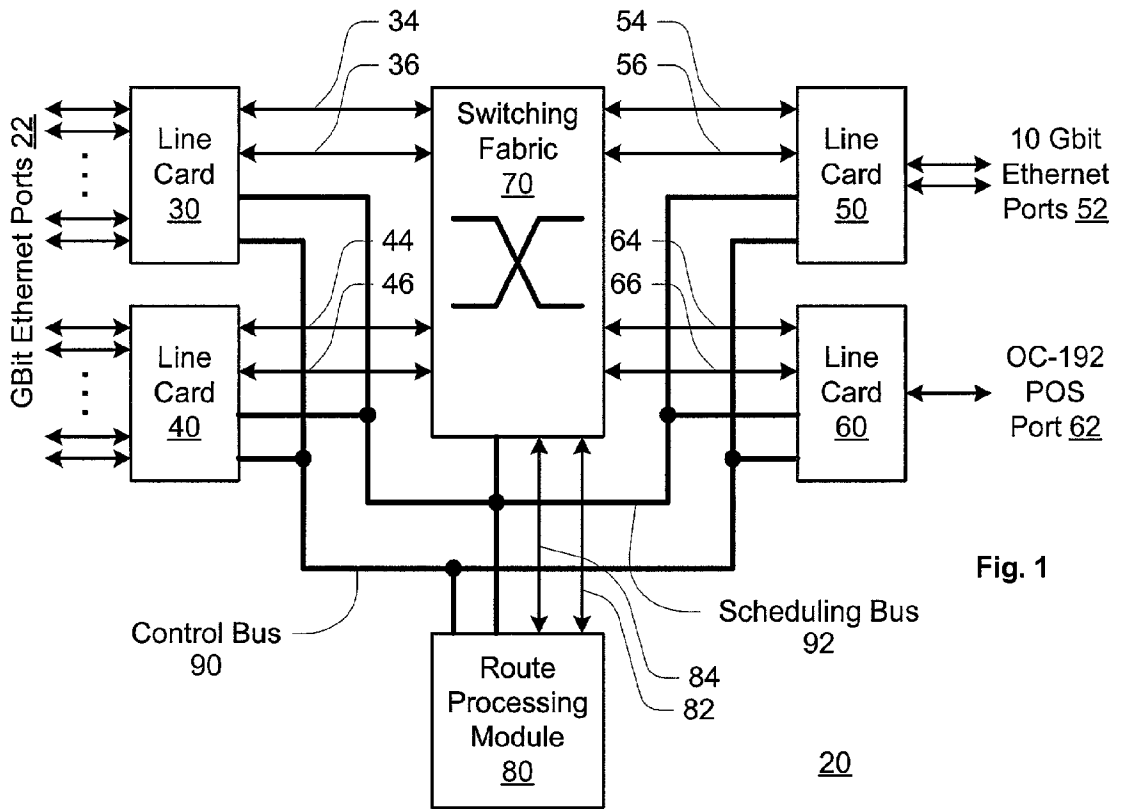 34
36
54
56
GBit Ethernet Ports 22
Line
Card
30
Switching
Fabric
70
Line
Card
50
10 Gbit
Ethernet
Ports 52
44
46
64
66
Line
Card
40
Line
Card
60
OC-192
POS
Port 62
Fig. 1
Control Bus
90
Scheduling Bus
92
Route
Processing
Module
80
84
82
20